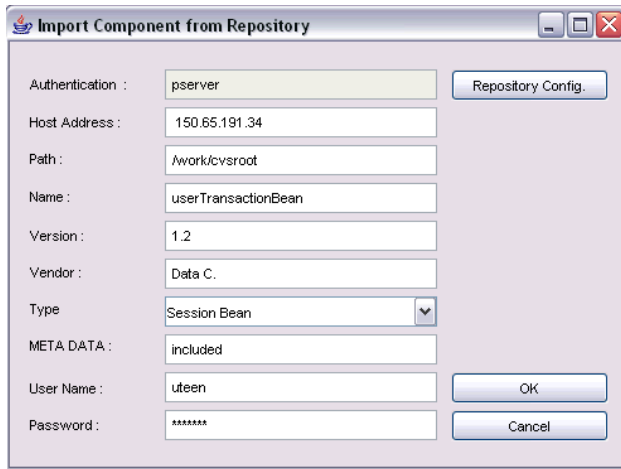 Import Component from Repository
Authentication : pserver Repository Config.
Host Address : 150.65.191.34
Path : /work/cvsroot
Name : userTransactionBean
Version : 1.2
Vendor : Data C.
Type Session Bean
META DATA : included
User Name : uteen OK
Password : ******* Cancel